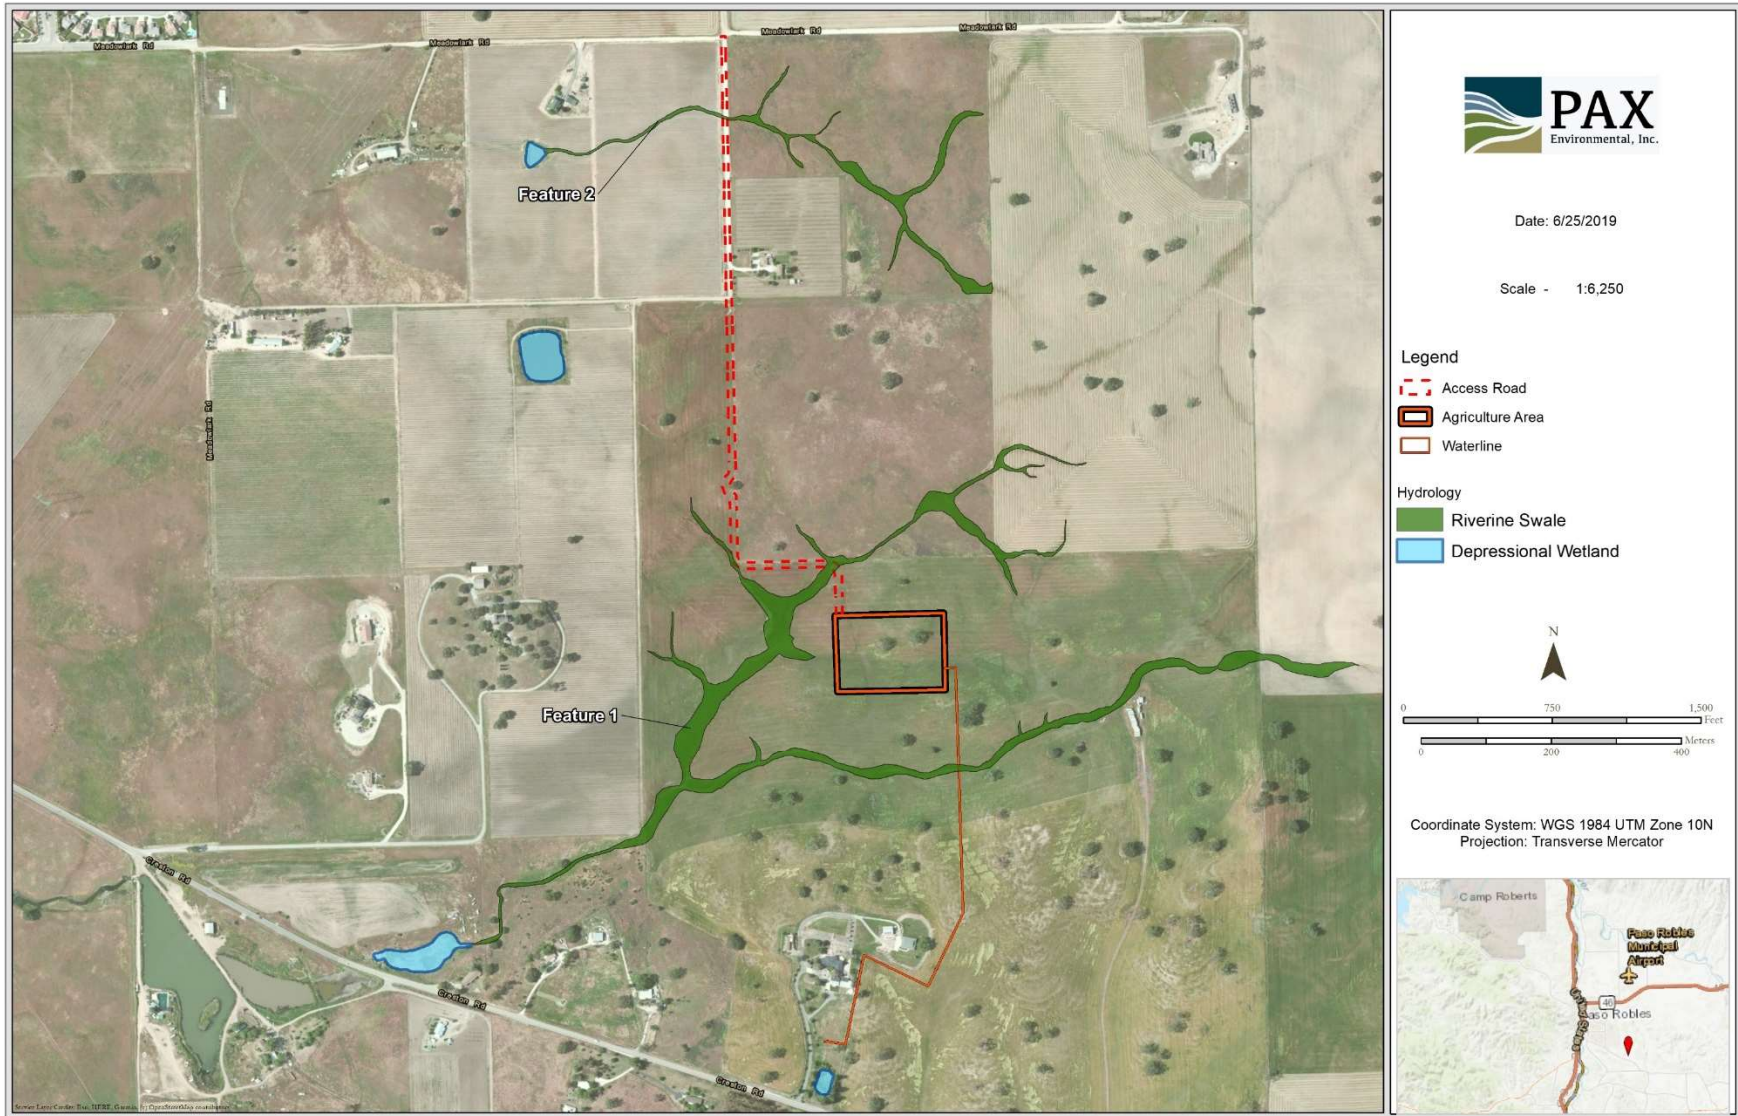 Meadowlark Rd
Meadowlark Rd
Meadowlark Rd
Meadowlark Rd
Feature 2
Meadowlark Rd
Feature 1
Creston Rd
Creston Rd
Creston Rd
PAX
Environmental, Inc.
Date: 6/25/2019
Scale - 1:6,250
Legend
Access Road
Agriculture Area
Waterline
Hydrology
Riverine Swale
Depressional Wetland
N
0 750 1,500
Feet
Meters
0 200 400
Coordinate System: WGS 1984 UTM Zone 10N
Projection: Transverse Mercator
Camp Roberts
Paso Robles
Municipal
Airport
46
aso Robles